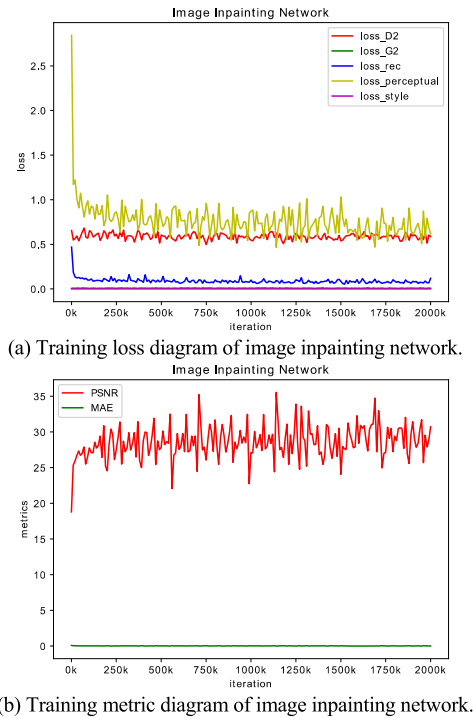 Image Inpainting Network
loss_D2
loss_G2
loss_rec
loss_perceptual
loss_style
loss
2.5
2.0
1.5
1.0
0.5
0.0
0k 250k 500k 750k 1000k 1250k 1500k 1750k 2000k
iteration
(a) Training loss diagram of image inpainting network.
Image Inpainting Network
PSNR
MAE
metrics
35
30
25
20
15
10
5
0
0k 250k 500k 750k 1000k 1250k 1500k 1750k 2000k
iteration
(b) Training metric diagram of image inpainting network.